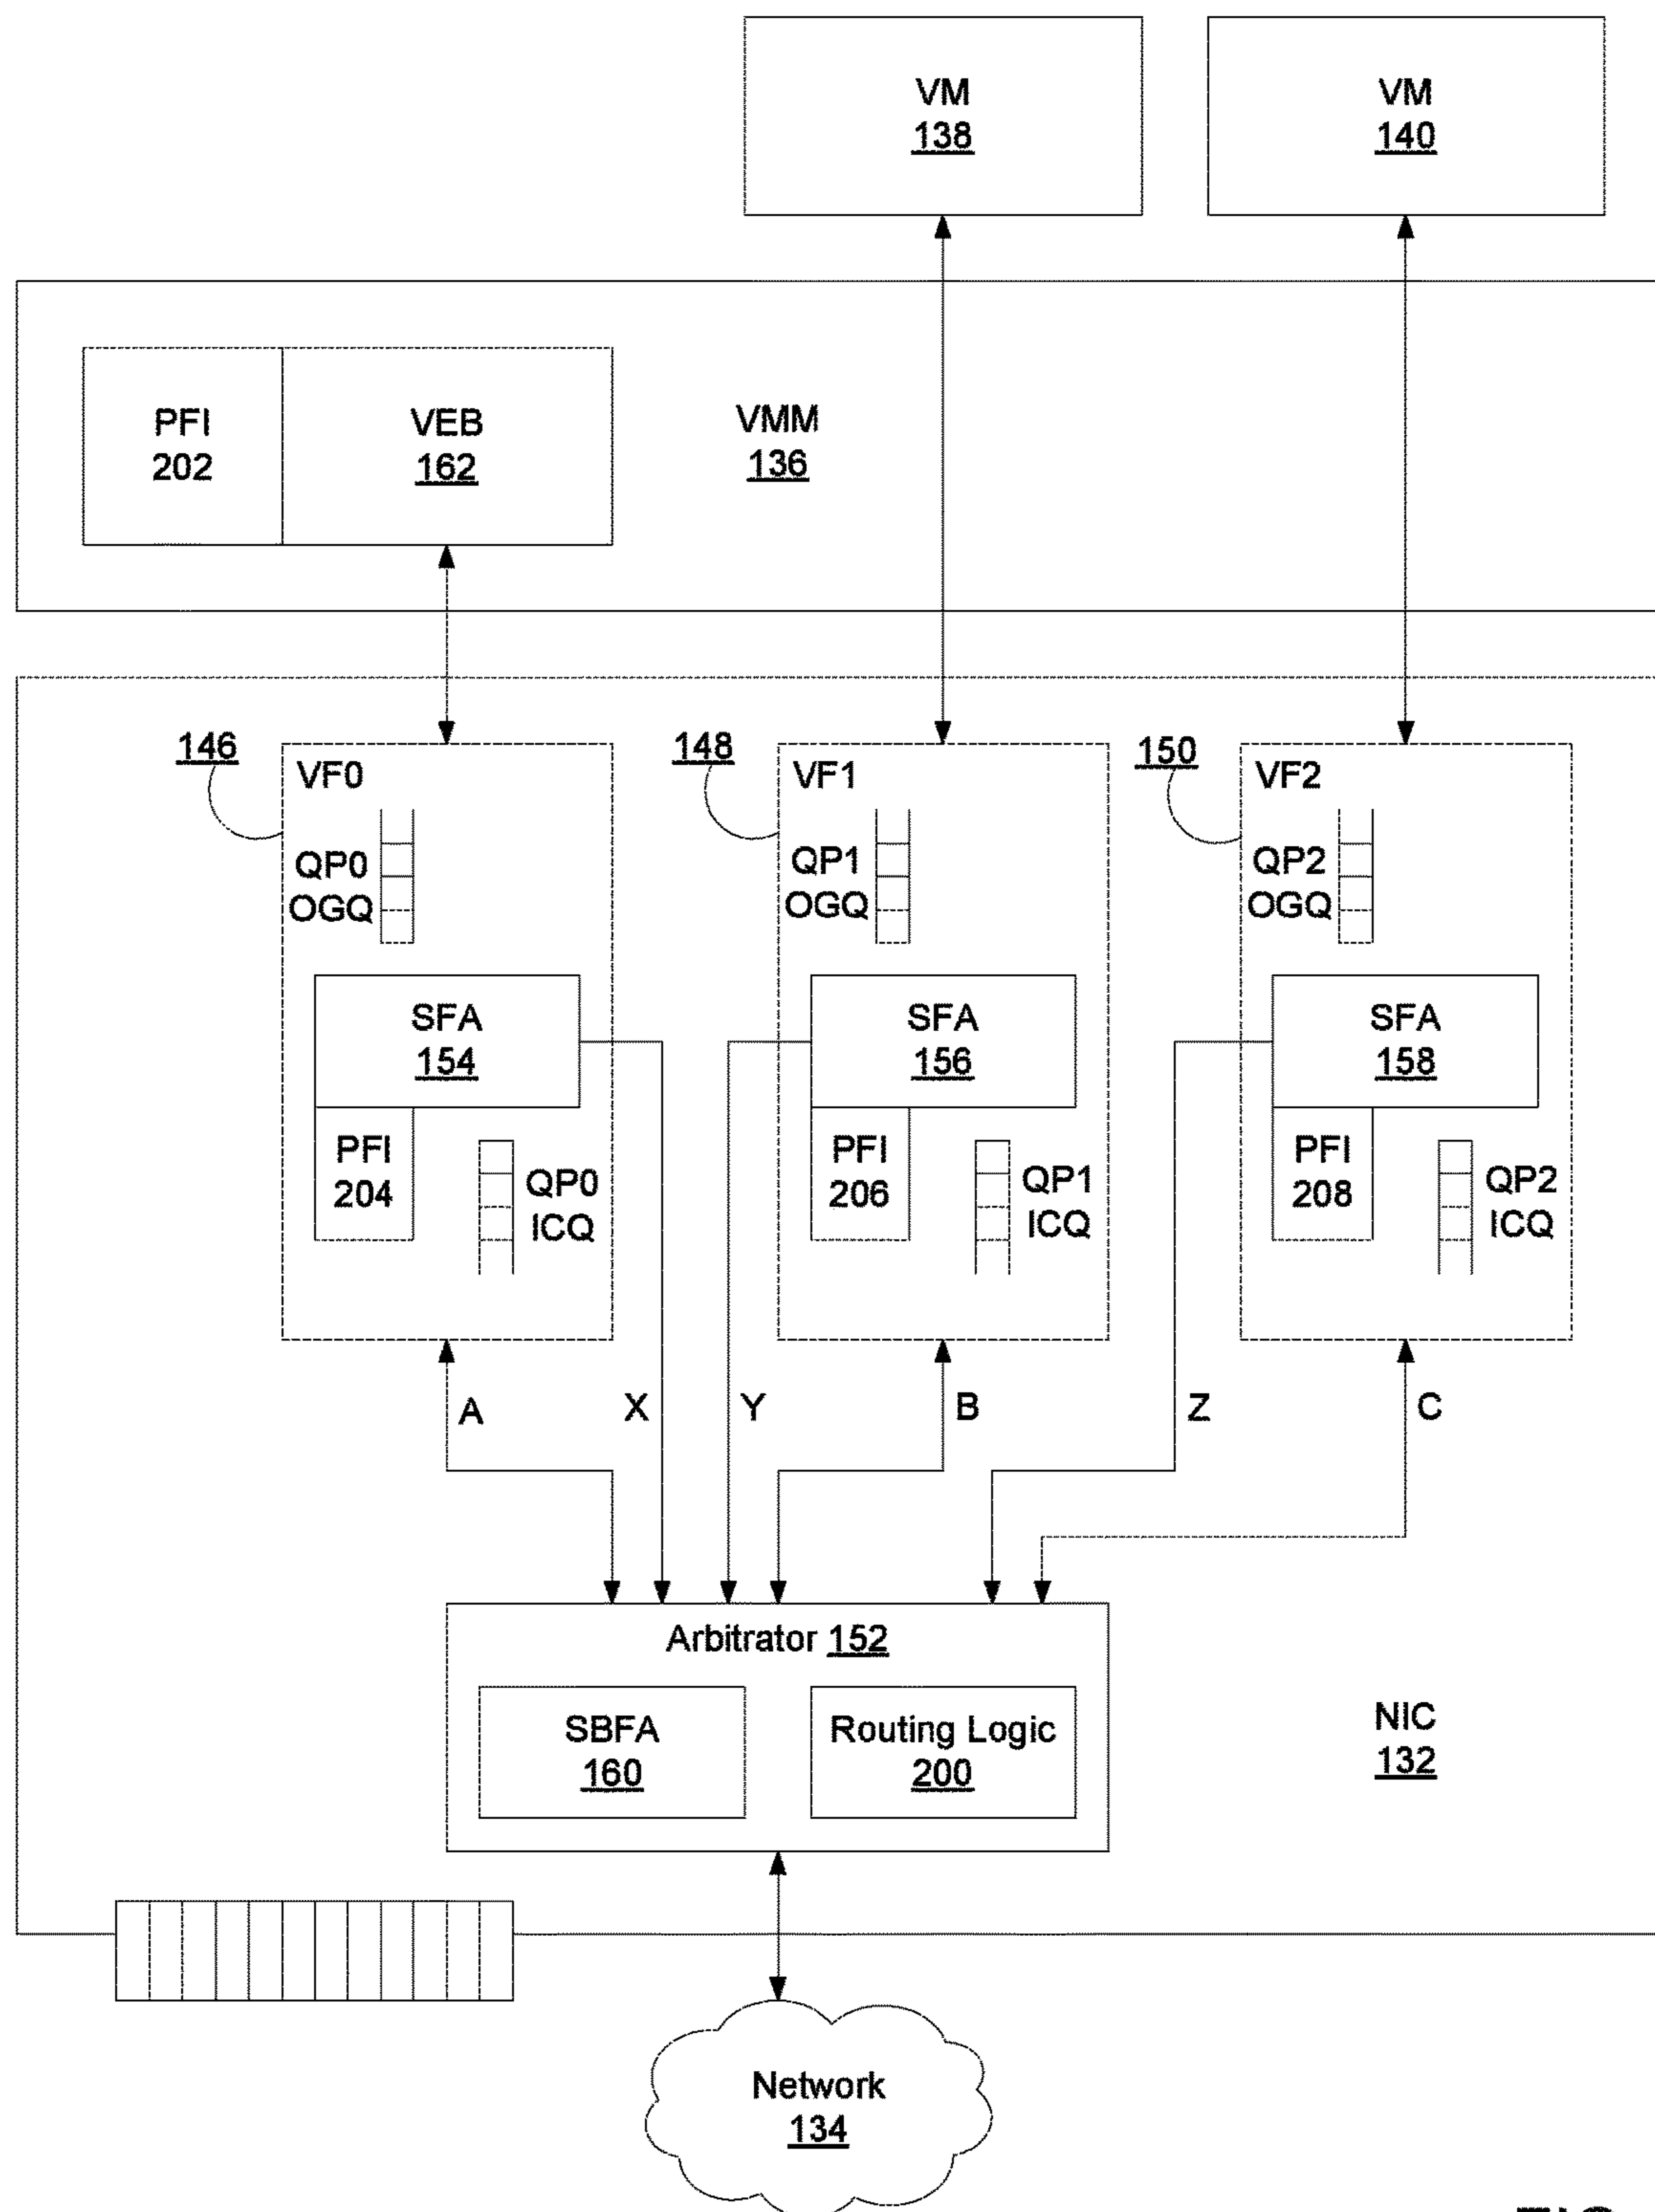 VM
138
VM
140
PFI
202
VEB
162
VMM
136
146
VF0
QP0
OGQ
SFA
154
PFI
204
QP0
ICQ
148
VF1
QP1
OGQ
SFA
156
PFI
206
QP1
ICQ
150
VF2
QP2
OGQ
SFA
158
PFI
208
QP2
ICQ
A
X
Y
B
Z
C
Arbitrator 152
SBFA
160
Routing Logic
200
NIC
132
Network
134